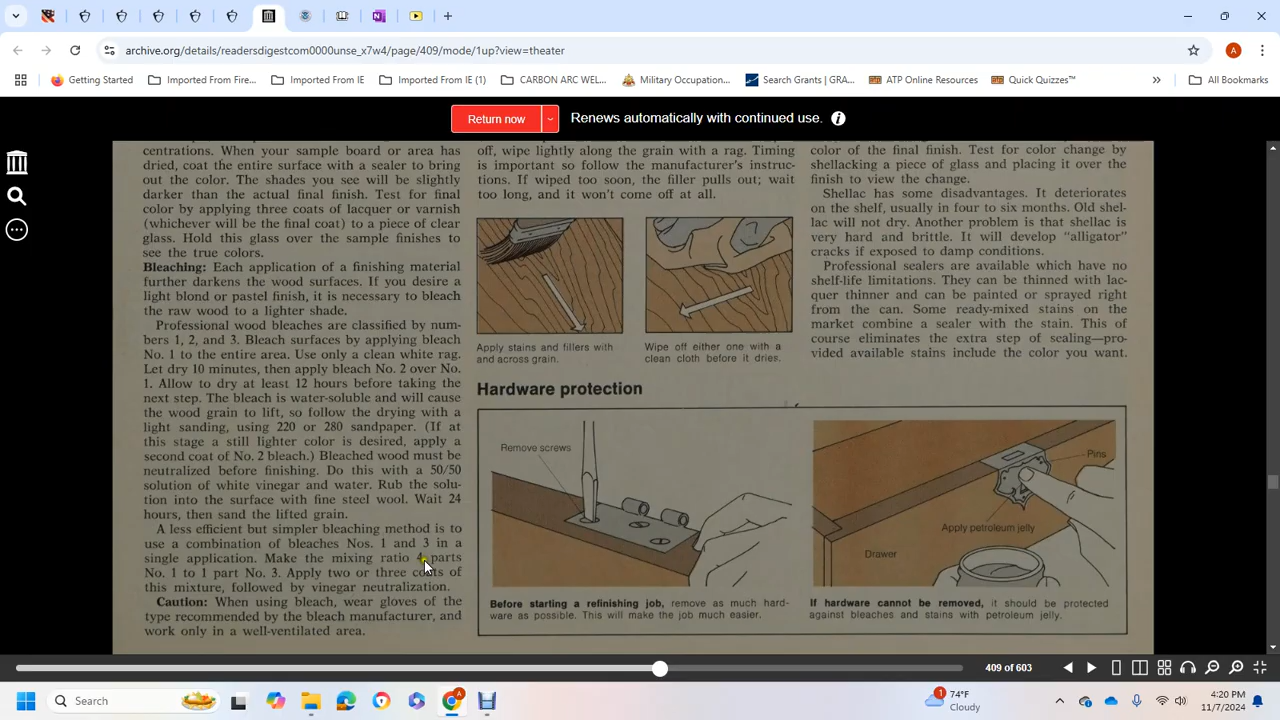 archive.org/details/readersdigestcom0000unse_x7w4/page/409/mode/1up?view=theater
A
Getting Started
Imported From Fire...
Imported From IE
Imported From IE (1)
CARBON ARC WEL...
Military Occupation...
Search Grants | GRA...
ATP Online Resources
Quick Quizzes™
»
All Bookmarks
Return now
Renews automatically with continued use.
centrations. When your sample board or area has
dried, coat the entire surface with a sealer to bring
out the color. The shades you see will be slightly
darker than the actual final finish. Test for final
color by applying three coats of lacquer or varnish
(whichever will be the final coat) to a piece of clear
glass. Hold this glass over the sample finishes to
see the true colors.
Bleaching: Each application of a finishing material
further darkens the wood surfaces. If you desire a
light blond or pastel finish, it is necessary to bleach
the raw wood to a lighter shade.
Professional wood bleaches are classified by num-
bers 1, 2, and 3. Bleach surfaces by applying bleach
No. 1 to the entire area. Use only a clean white rag.
Let dry 10 minutes, then apply bleach No. 2 over No.
1. Allow to dry at least 12 hours before taking the
next step. The bleach is water-soluble and will cause
the wood grain to lift, so follow the drying with a
light sanding, using 220 or 280 sandpaper. (If at
this stage a still lighter color is desired, apply a
second coat of No. 2 bleach.) Bleached wood must be
neutralized before finishing. Do this with a 50/50
solution of white vinegar and water. Rub the solu-
tion into the surface with fine steel wool. Wait 24
hours, then sand the lifted grain.
A less efficient but simpler bleaching method is to
use a combination of bleaches Nos. 1 and 3 in a
single application. Make the mixing ratio 4 parts
No. 1 to 1 part No. 3. Apply two or three coats of
this mixture, followed by vinegar neutralization.
Caution: When using bleach, wear gloves of the
type recommended by the bleach manufacturer, and
work only in a well-ventilated area.
off, wipe lightly along the grain with a rag. Timing
is important so follow the manufacturer's instruc-
tions. If wiped too soon, the filler pulls out; wait
too long, and it won't come off at all.
Apply stains and fillers with
and across grain.
Wipe off either one with a
clean cloth before it dries.
color of the final finish. Test for color change by
shellacking a piece of glass and placing it over the
finish to view the change.
Shellac has some disadvantages. It deteriorates
on the shelf, usually in four to six months. Old shel-
lac will not dry. Another problem is that shellac is
very hard and brittle. It will develop "alligator"
cracks if exposed to damp conditions.
Professional sealers are available which have no
shelf-life limitations. They can be thinned with lac-
quer thinner and can be painted or sprayed right
from the can. Some ready-mixed stains on the
market combine a sealer with the stain. This of
course eliminates the extra step of sealing—pro-
vided available stains include the color you want.
Hardware protection
Remove screws
Before starting a refinishing job, remove as much hard-
ware as possible. This will make the job much easier.
Pins
Apply petroleum jelly
Drawer
If hardware cannot be removed, it should be protected
against bleaches and stains with petroleum jelly.
409 of 603
Search
1
74°F
Cloudy
4:20 PM
11/7/2024